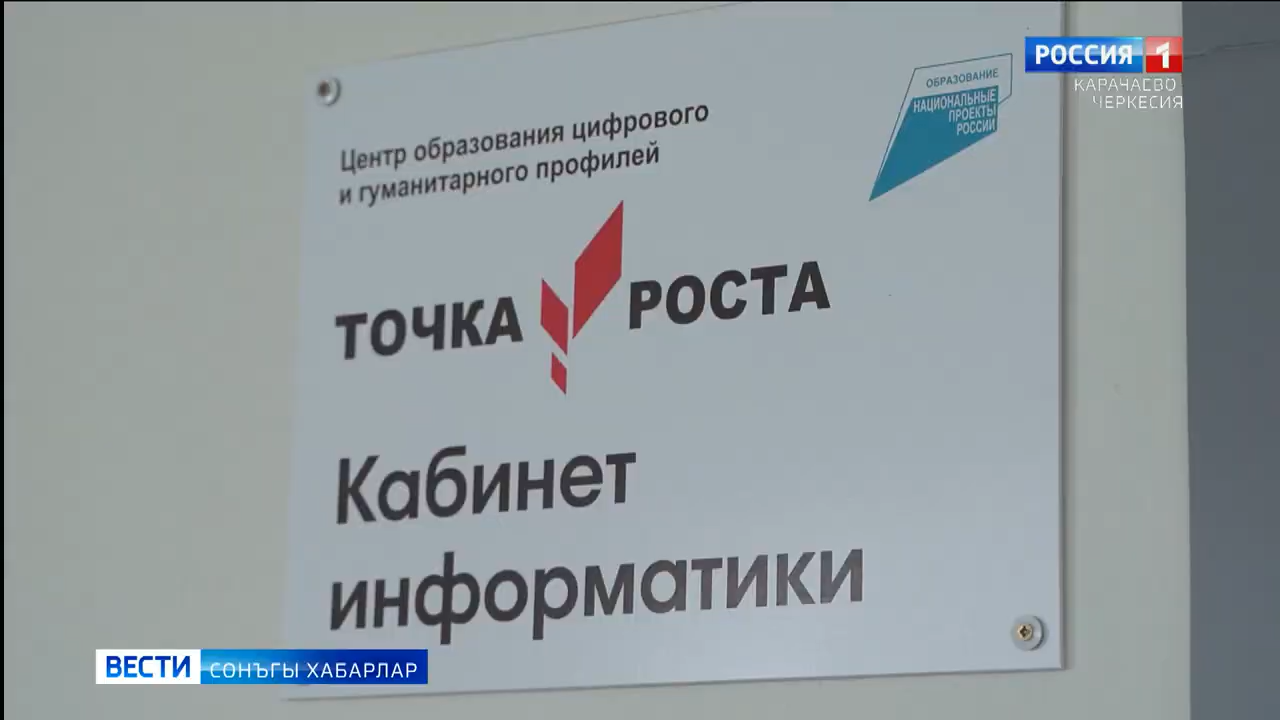 РОССИЯ 1
КАРАЧАЕВО
ЧЕРКЕСИЯ
ОБРАЗОВАНИЕ
НАЦИОНАЛЬНЫЕ
ПРОЕКТЫ
РОССИИ
Центр образования цифрового
и гуманитарного профилей
ТОЧКА РОСТА
Кабинет
информатики
ВЕСТИ СОНЪГЫ ХАБАРЛАР